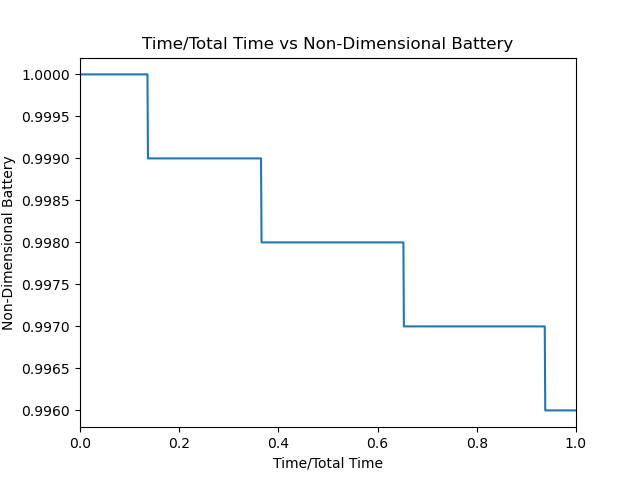 Time/Total Time vs Non-Dimensional Battery
Non-Dimensional Battery
1.0000
0.9995
0.9990
0.9985
0.9980
0.9975
0.9970
0.9965
0.9960
0.0 0.2 0.4 0.6 0.8 1.0
Time/Total Time